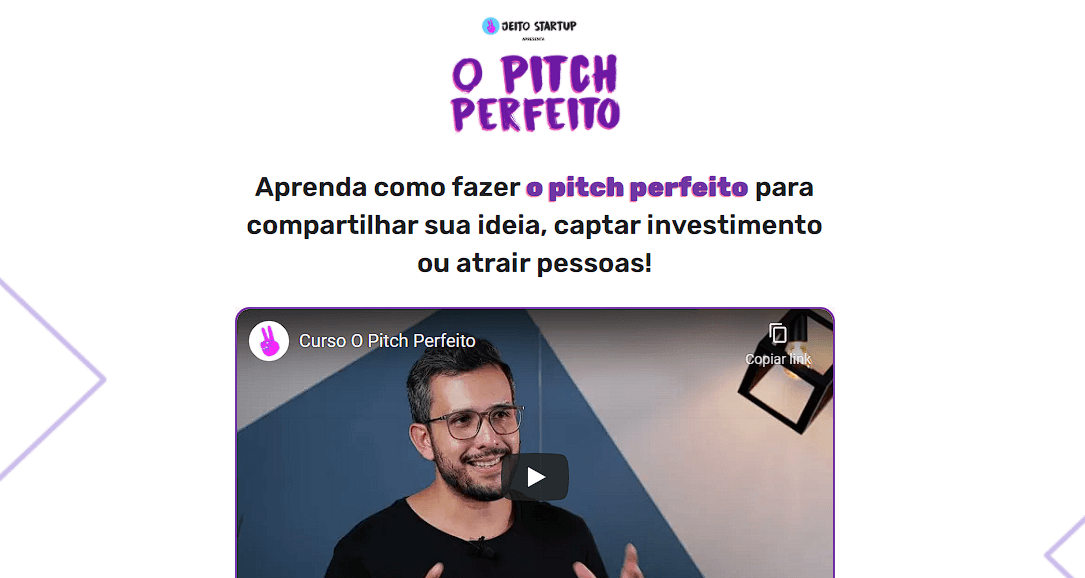 JEITO STARTUP
APRESENTA
O PITCH
PERFEITO
Aprenda como fazer o pitch perfeito para
compartilhar sua ideia, captar investimento
ou atrair pessoas!
Curso O Pitch Perfeito
Copiar link